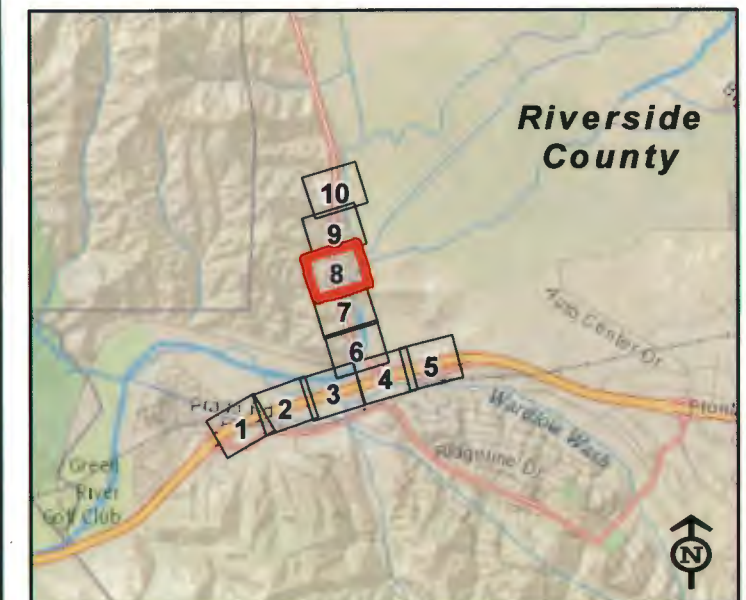 Riverside
County
10
9
8
7
6
5
4
3
2
1
Auto Center Dr
Wardlow Wash
Ridgeline Dr
Green
River
Golf Club
N